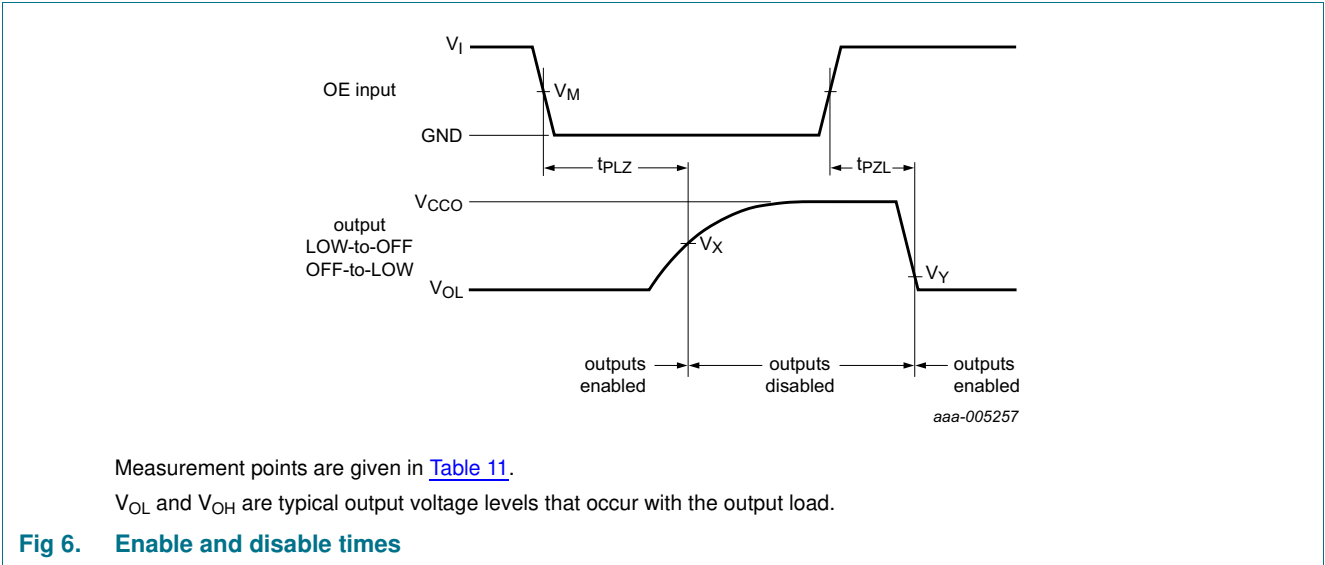 V_I
OE input
V_M
GND
t_PLZ
t_PZL
V_CCO
output
LOW-to-OFF
OFF-to-LOW
V_X
V_Y
V_OL
outputs enabled
outputs disabled
outputs enabled
aaa-005257
Measurement points are given in Table 11.
V_OL and V_OH are typical output voltage levels that occur with the output load.
Fig 6. Enable and disable times